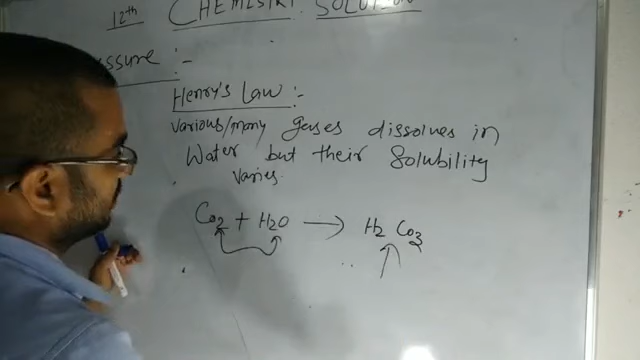 12th CHEMISTRY SOLUTION
ssure :-
Henry's Law :-
Various/many gases dissolves in
Water but their Solubility
Varies.
Co2 + H2O → H2 Co3